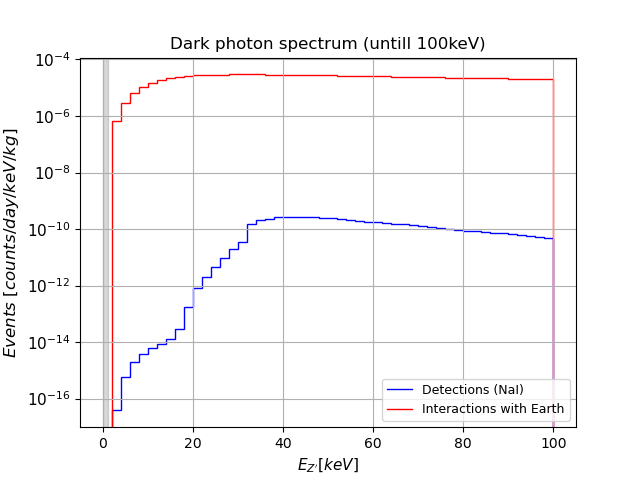 Dark photon spectrum (untill 100keV)
Events [counts/day/keV/kg]
10⁻⁴
10⁻⁶
10⁻⁸
10⁻¹⁰
10⁻¹²
10⁻¹⁴
10⁻¹⁶
Detections (NaI)
Interactions with Earth
0 20 40 60 80 100
E_{Z'}[keV]